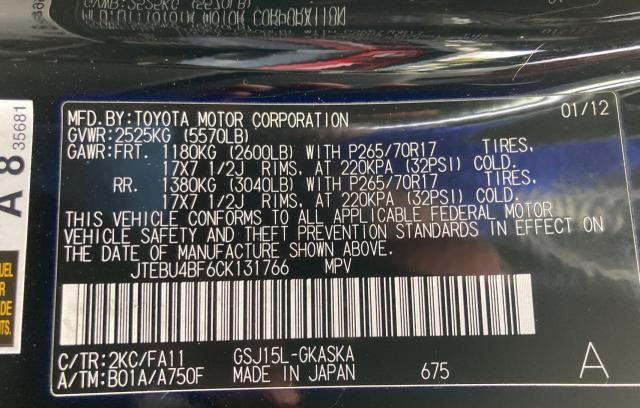 MFD.BY:TOYOTA MOTOR CORPORATION 01/12
GVWR:2525KG (5570LB)
GAWR:FRT. 1180KG (2600LB) WITH P265/70R17 TIRES,
17X7 1/2J RIMS, AT 220KPA (32PSI) COLD.
RR. 1380KG (3040LB) WITH P265/70R17 TIRES,
17X7 1/2J RIMS, AT 220KPA (32PSI) COLD.
THIS VEHICLE CONFORMS TO ALL APPLICABLE FEDERAL MOTOR
VEHICLE SAFETY AND THEFT PREVENTION STANDARDS IN EFFECT ON
THE DATE OF MANUFACTURE SHOWN ABOVE.
JTEBU4BF6CK131766 MPV
C/TR:2KC/FA11 GSJ15L-GKASKA
A/TM:B01A/A750F MADE IN JAPAN 675 A
A 8
35681